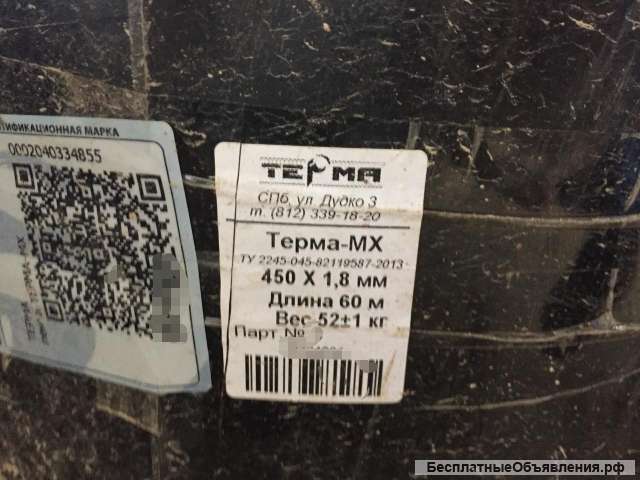 ТИФИКАЦИОННАЯ МАРКА
0002040334855
ТЕРМА
СПб, ул. Дудко 3
т. (812) 339-18-20
Терма-МХ
ТУ 2245-045-82119587-2013
450 X 1,8 мм
Длина 60 м
Вес 52±1 кг
Парт №
БесплатныеОбъявления.рф